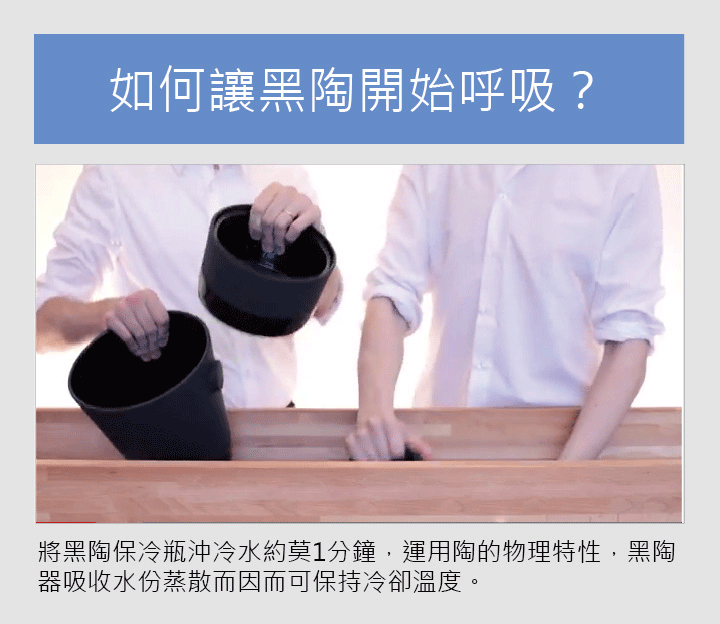 如何讓黑陶開始呼吸？
將黑陶保冷瓶沖冷水約莫1分鐘，運用陶的物理特性，黑陶
器吸收水份蒸散而因而可保持冷卻溫度。